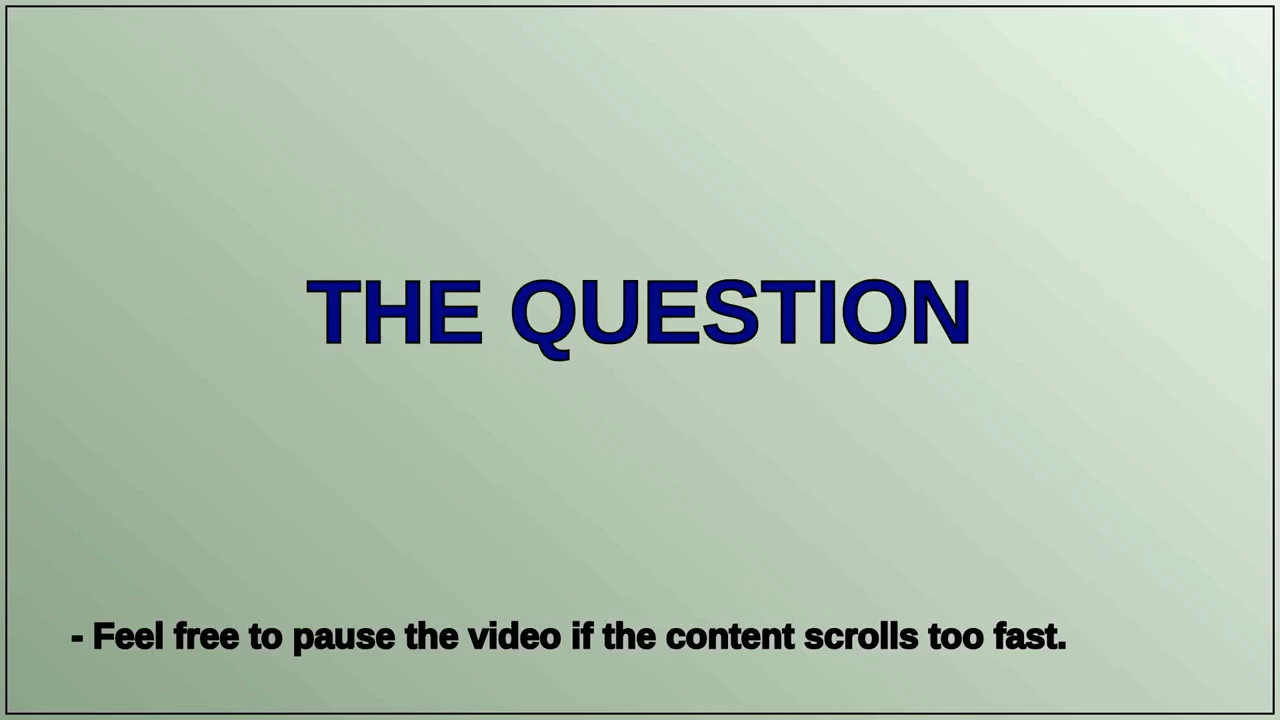 THE QUESTION
- Feel free to pause the video if the content scrolls too fast.